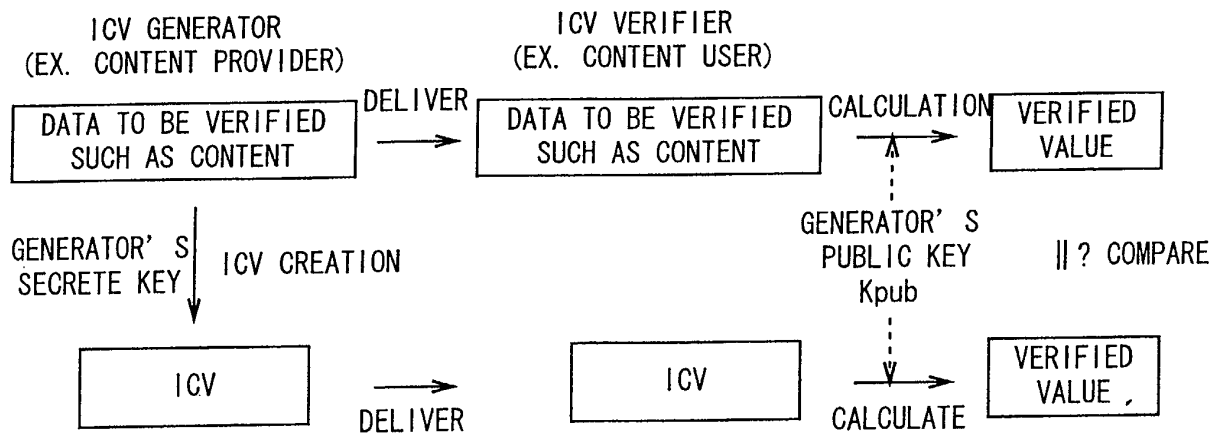 ICV GENERATOR
(EX. CONTENT PROVIDER)
ICV VERIFIER
(EX. CONTENT USER)
DATA TO BE VERIFIED
SUCH AS CONTENT
DELIVER
DATA TO BE VERIFIED
SUCH AS CONTENT
CALCULATION
VERIFIED
VALUE
GENERATOR'S
SECRETE KEY
ICV CREATION
GENERATOR'S
PUBLIC KEY
Kpub
||? COMPARE
ICV
DELIVER
ICV
CALCULATE
VERIFIED
VALUE